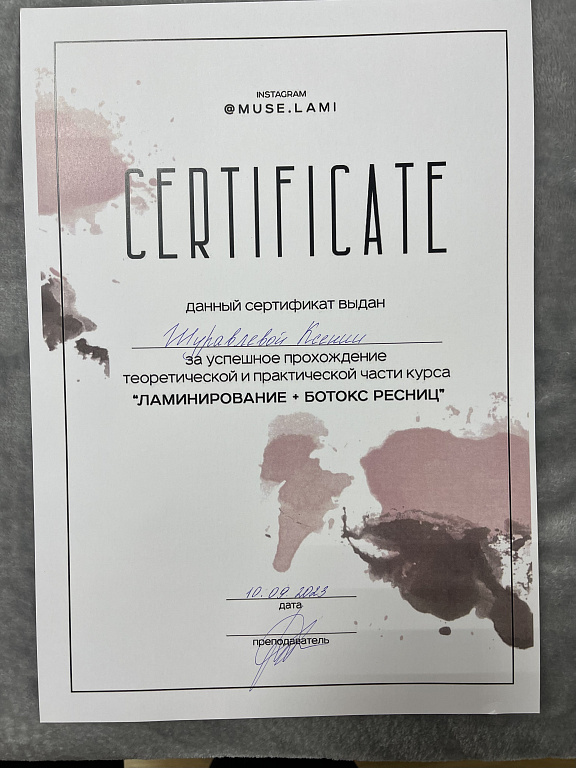 INSTAGRAM
@MUSE.LAMI
CERTIFICATE
данный сертификат выдан
Шуравлевой Ксении
за успешное прохождение
теоретической и практической части курса
“ЛАМИНИРОВАНИЕ + БОТОКС РЕСНИЦ”
10.09.2023
дата
преподаватель